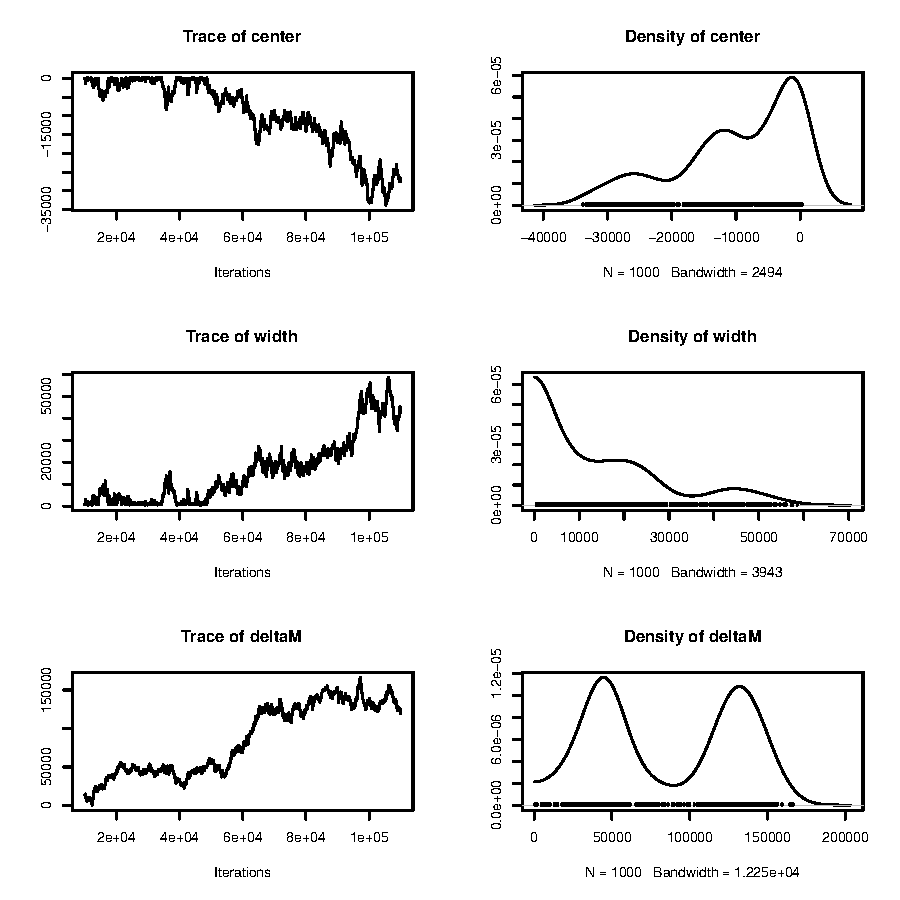 Trace of center
Density of center
0
−15000
−35000
2e+04 4e+04 6e+04 8e+04 1e+05
Iterations
0e+00 3e−05 6e−05
−40000 −30000 −20000 −10000 0
N = 1000 Bandwidth = 2494
Trace of width
Density of width
0 20000 50000
2e+04 4e+04 6e+04 8e+04 1e+05
Iterations
0e+00 3e−05 6e−05
0 10000 30000 50000 70000
N = 1000 Bandwidth = 3943
Trace of deltaM
Density of deltaM
0 50000 150000
2e+04 4e+04 6e+04 8e+04 1e+05
Iterations
0.0e+00 6.0e−06 1.2e−05
0 50000 100000 150000 200000
N = 1000 Bandwidth = 1.225e+04